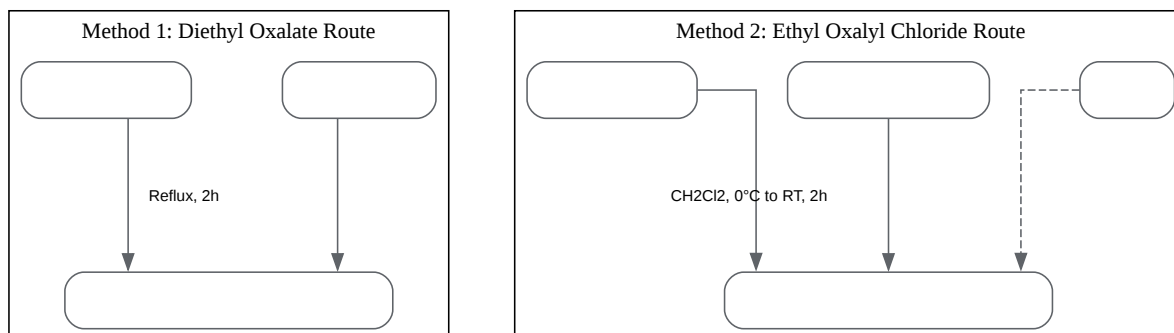 Method 1: Diethyl Oxalate Route
Reflux, 2h
Method 2: Ethyl Oxalyl Chloride Route
CH2Cl2, 0°C to RT, 2h